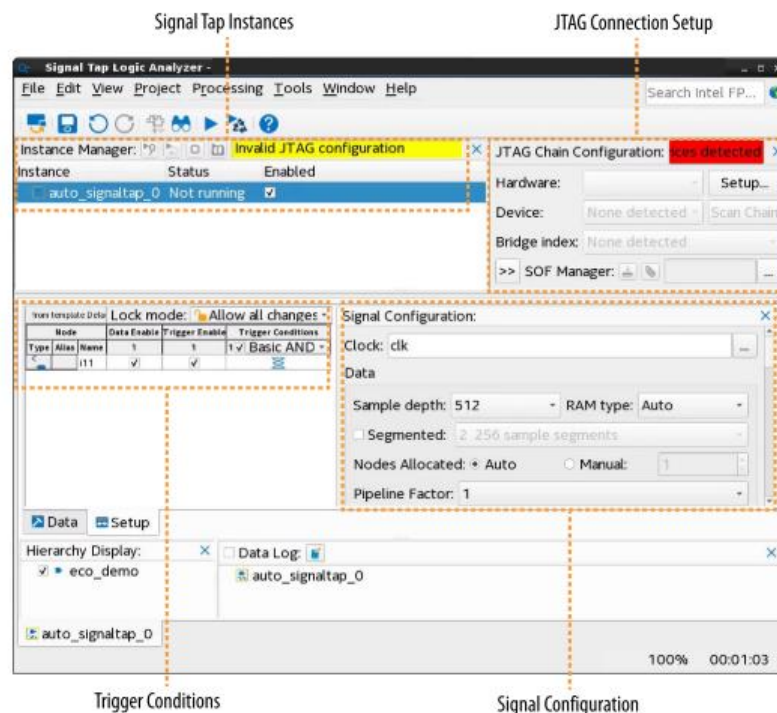 Signal Tap Instances JTAG Connection Setup
Signal Tap Logic Analyzer -
File Edit View Project Processing Tools Window Help
Search Intel FP...
Instance Manager: Invalid JTAG configuration
JTAG Chain Configuration: detected
Instance Status Enabled
auto_signaltap_0 Not running
Hardware: Setup...
Device: None detected Scan Chain
Bridge index: None detected
>> SOF Manager: ...
from template Lock mode: Allow all changes
Node Data Enable Trigger Enable Trigger Conditions
Type Alias Name 1 1 1 Basic AND
i11
Signal Configuration:
Clock: clk ...
Data
Sample depth: 512 RAM type: Auto
Segmented: 2 256 sample segments
Nodes Allocated: Auto Manual: 1
Pipeline Factor: 1
Data Setup
Hierarchy Display: Data Log:
eco_demo auto_signaltap_0
auto_signaltap_0
100% 00:01:03
Trigger Conditions Signal Configuration